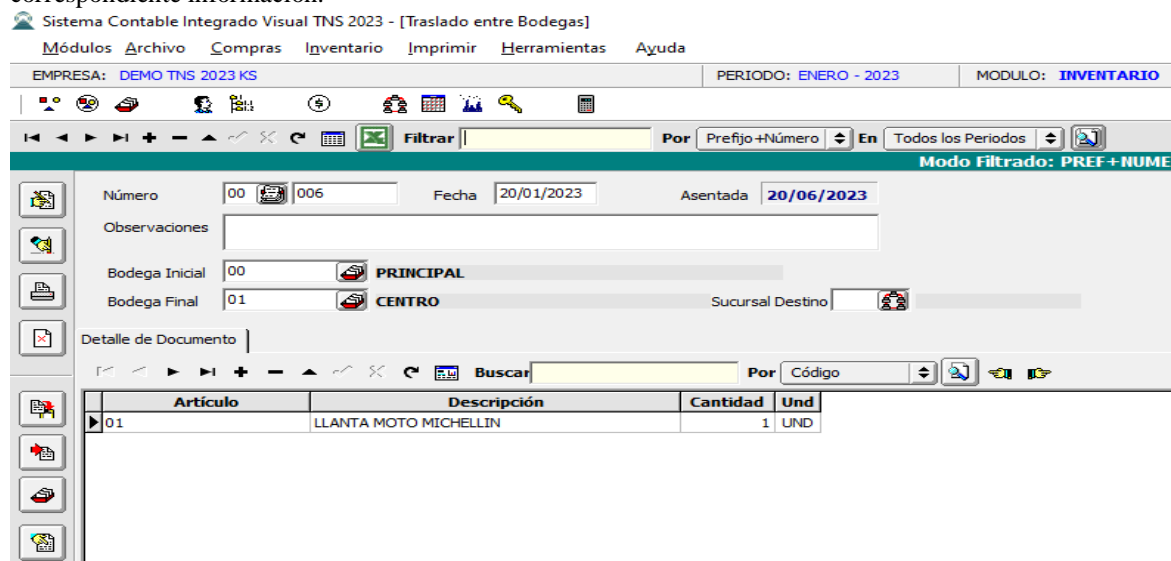 correspondiente información.
Sistema Contable Integrado Visual TNS 2023 - [Traslado entre Bodegas]
Módulos Archivo Compras Inventario Imprimir Herramientas Ayuda
EMPRESA: DEMO TNS 2023 KS PERIODO: ENERO - 2023 MODULO: INVENTARIO
Filtrar Por Prefijo+Número En Todos los Periodos
Modo Filtrado: PREF+NUME
Número 00 006 Fecha 20/01/2023 Asentada 20/06/2023
Observaciones
Bodega Inicial 00 PRINCIPAL
Bodega Final 01 CENTRO Sucursal Destino
Detalle de Documento
Buscar Por Código
Artículo Descripción Cantidad Und
01 LLANTA MOTO MICHELLIN 1 UND